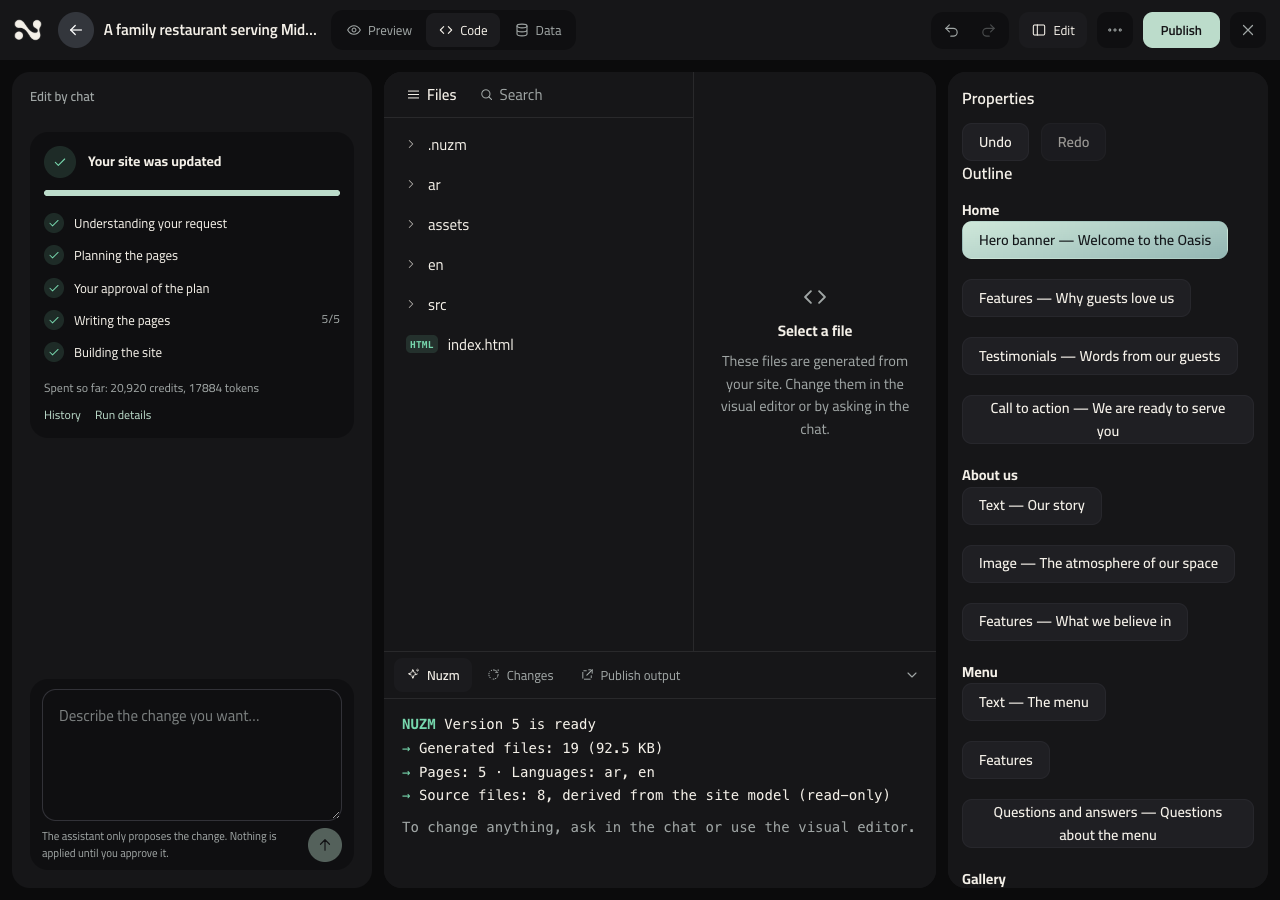 A family restaurant serving Mid...
Preview
Code
Data
Edit
Publish
Edit by chat
Your site was updated
Understanding your request
Planning the pages
Your approval of the plan
Writing the pages 5/5
Building the site
Spent so far: 20,920 credits, 17884 tokens
History Run details
Describe the change you want...
The assistant only proposes the change. Nothing is
applied until you approve it.
Files
Search
.nuzm
ar
assets
en
src
HTML index.html
Select a file
These files are generated from
your site. Change them in the
visual editor or by asking in the
chat.
Nuzm
Changes
Publish output
NUZM Version 5 is ready
→ Generated files: 19 (92.5 KB)
→ Pages: 5 · Languages: ar, en
→ Source files: 8, derived from the site model (read-only)
To change anything, ask in the chat or use the visual editor.
Properties
Undo
Redo
Outline
Home
Hero banner — Welcome to the Oasis
Features — Why guests love us
Testimonials — Words from our guests
Call to action — We are ready to serve
you
About us
Text — Our story
Image — The atmosphere of our space
Features — What we believe in
Menu
Text — The menu
Features
Questions and answers — Questions
about the menu
Gallery